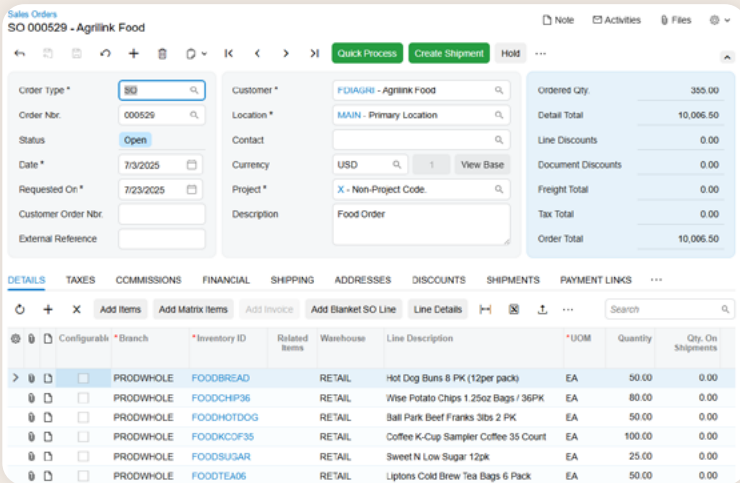 Sales Orders
SO 000529 - Agrilink Food
Note Activities Files
Quick Process Create Shipment Hold ...
Order Type * SO Customer * FDIAGRI - Agrilink Food Ordered Qty. 355.00
Order Nbr. 000529 Location * MAIN - Primary Location Detail Total 10,006.50
Status Open Contact Line Discounts 0.00
Date * 7/3/2025 Currency USD 1 View Base Document Discounts 0.00
Requested On * 7/23/2025 Project * X - Non-Project Code. Freight Total 0.00
Customer Order Nbr. Description Food Order Tax Total 0.00
External Reference Order Total 10,006.50
DETAILS TAXES COMMISSIONS FINANCIAL SHIPPING ADDRESSES DISCOUNTS SHIPMENTS PAYMENT LINKS ...
Add Items Add Matrix Items Add Invoice Add Blanket SO Line Line Details ... Search
Configurable *Branch *Inventory ID Related Items Warehouse Line Description *UOM Quantity Qty. On Shipments
PRODWHOLE FOODBREAD RETAIL Hot Dog Buns 8 PK (12per pack) EA 50.00 0.00
PRODWHOLE FOODCHIP36 RETAIL Wise Potato Chips 1.25oz Bags / 36PK EA 80.00 0.00
PRODWHOLE FOODHOTDOG RETAIL Ball Park Beef Franks 3lbs 2 PK EA 50.00 0.00
PRODWHOLE FOODKCOF35 RETAIL Coffee K-Cup Sampler Coffee 35 Count EA 100.00 0.00
PRODWHOLE FOODSUGAR RETAIL Sweet N Low Sugar 12pk EA 25.00 0.00
PRODWHOLE FOODTEA06 RETAIL Liptons Cold Brew Tea Bags 6 Pack EA 50.00 0.00